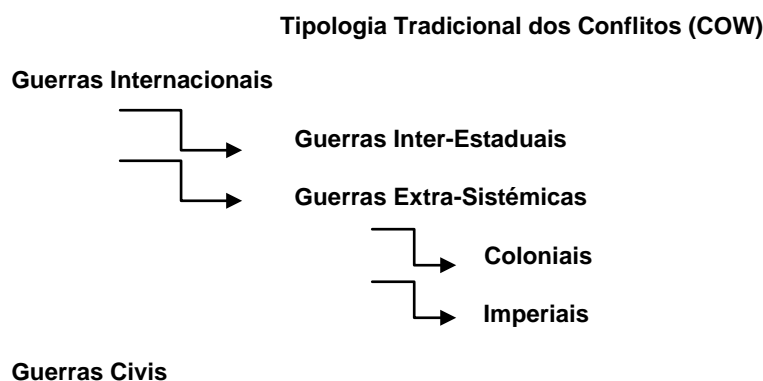 Tipologia Tradicional dos Conflitos (COW)
Guerras Internacionais
Guerras Inter-Estaduais
Guerras Extra-Sistémicas
Coloniais
Imperiais
Guerras Civis